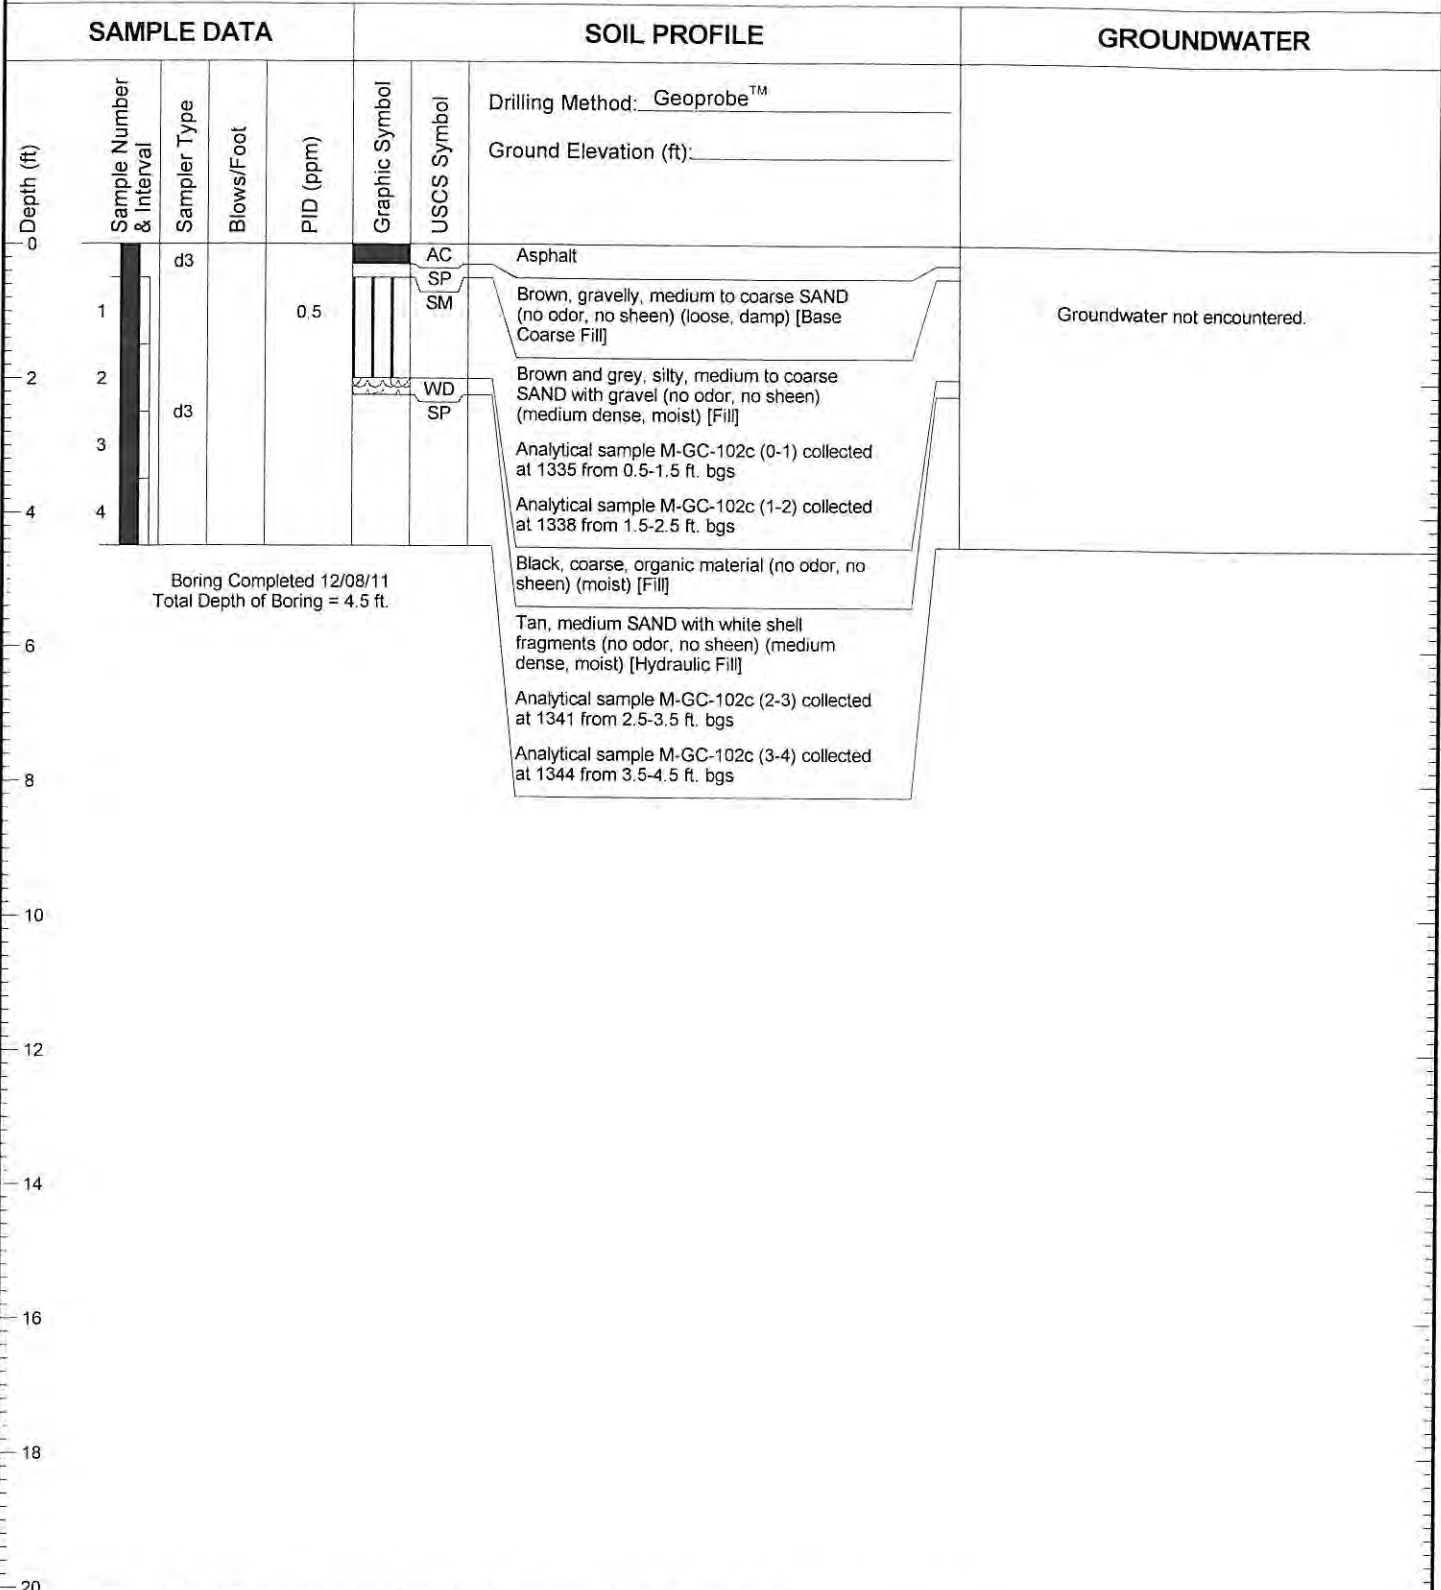 SAMPLE DATA
SOIL PROFILE
GROUNDWATER
Depth (ft)
Sample Number
& Interval
Sampler Type
Blows/Foot
PID (ppm)
Graphic Symbol
USCS Symbol
Drilling Method: Geoprobe™
Ground Elevation (ft):
0
2
4
6
8
10
12
14
16
18
20
1
2
3
4
d3
d3
0.5
AC
SP
SM
WD
SP
Asphalt
Brown, gravelly, medium to coarse SAND
(no odor, no sheen) (loose, damp) [Base
Coarse Fill]
Brown and grey, silty, medium to coarse
SAND with gravel (no odor, no sheen)
(medium dense, moist) [Fill]
Analytical sample M-GC-102c (0-1) collected
at 1335 from 0.5-1.5 ft. bgs
Analytical sample M-GC-102c (1-2) collected
at 1338 from 1.5-2.5 ft. bgs
Black, coarse, organic material (no odor, no
sheen) (moist) [Fill]
Tan, medium SAND with white shell
fragments (no odor, no sheen) (medium
dense, moist) [Hydraulic Fill]
Analytical sample M-GC-102c (2-3) collected
at 1341 from 2.5-3.5 ft. bgs
Analytical sample M-GC-102c (3-4) collected
at 1344 from 3.5-4.5 ft. bgs
Groundwater not encountered.
Boring Completed 12/08/11
Total Depth of Boring = 4.5 ft.